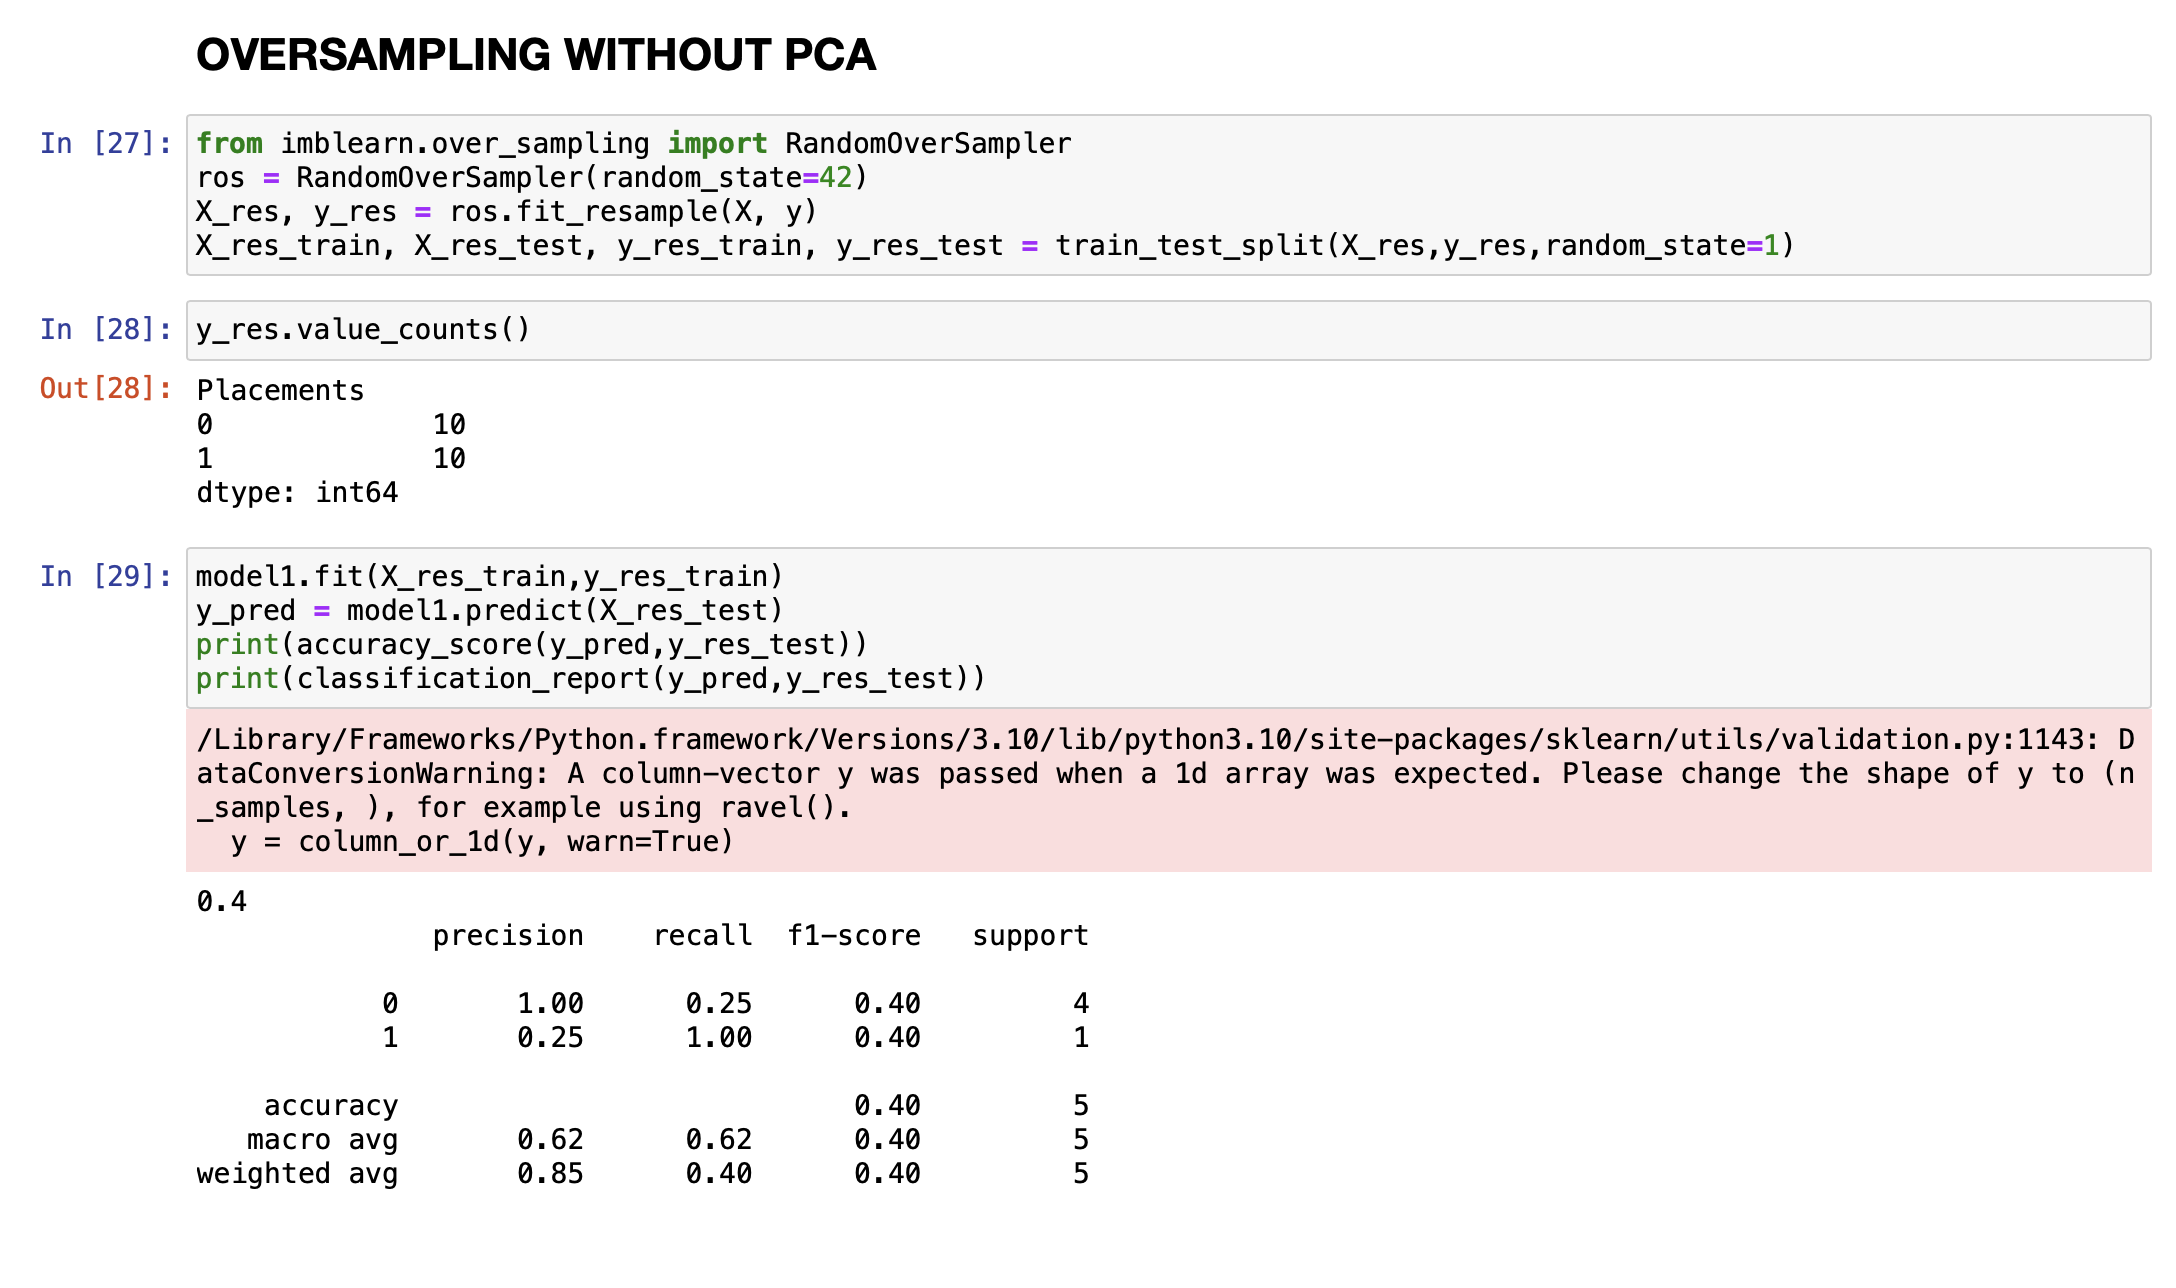 OVERSAMPLING WITHOUT PCA
In [27]: from imblearn.over_sampling import RandomOverSampler
ros = RandomOverSampler(random_state=42)
X_res, y_res = ros.fit_resample(X, y)
X_res_train, X_res_test, y_res_train, y_res_test = train_test_split(X_res,y_res,random_state=1)
In [28]: y_res.value_counts()
Out[28]: Placements
0 10
1 10
dtype: int64
In [29]: model1.fit(X_res_train,y_res_train)
y_pred = model1.predict(X_res_test)
print(accuracy_score(y_pred,y_res_test))
print(classification_report(y_pred,y_res_test))
/Library/Frameworks/Python.framework/Versions/3.10/lib/python3.10/site-packages/sklearn/utils/validation.py:1143: D
ataConversionWarning: A column-vector y was passed when a 1d array was expected. Please change the shape of y to (n
_samples, ), for example using ravel().
y = column_or_1d(y, warn=True)
0.4
precision recall f1-score support
0 1.00 0.25 0.40 4
1 0.25 1.00 0.40 1
accuracy 0.40 5
macro avg 0.62 0.62 0.40 5
weighted avg 0.85 0.40 0.40 5